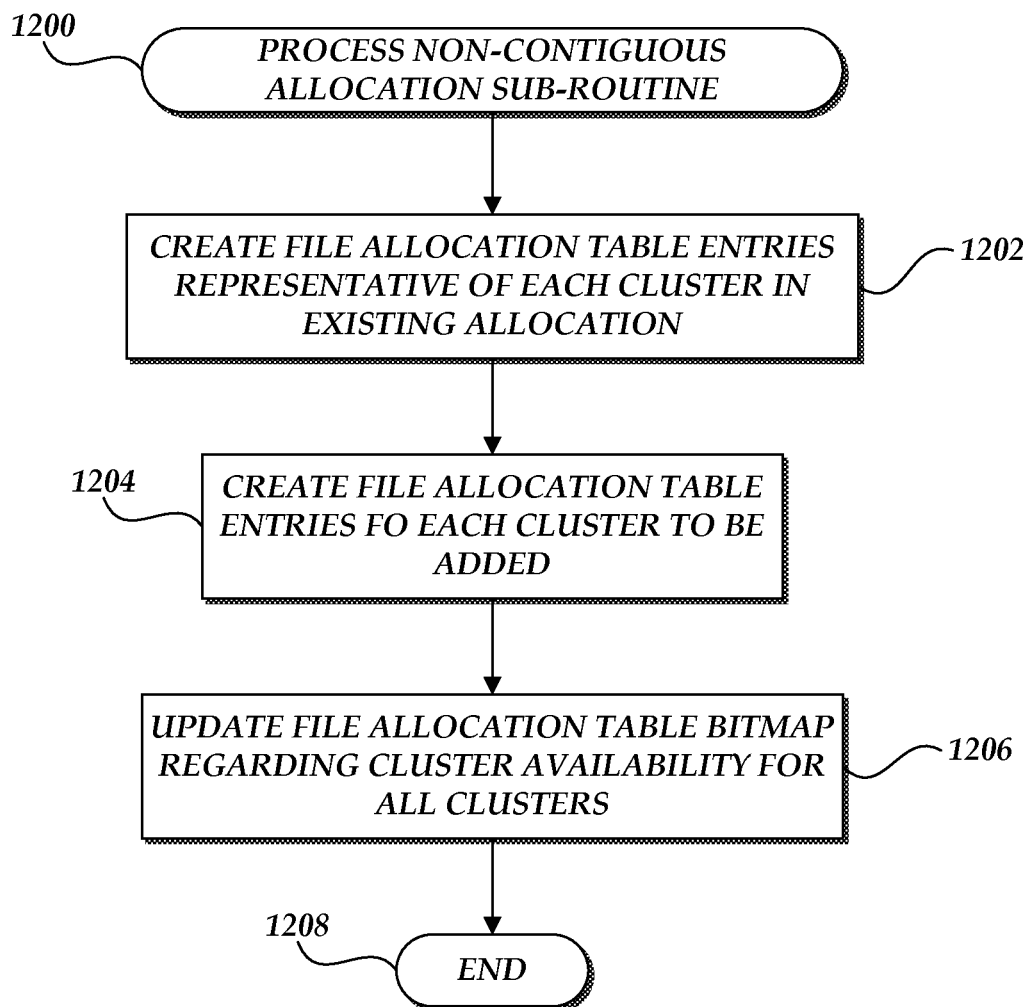 1200
PROCESS NON-CONTIGUOUS
ALLOCATION SUB-ROUTINE
CREATE FILE ALLOCATION TABLE ENTRIES
REPRESENTATIVE OF EACH CLUSTER IN
EXISTING ALLOCATION
1202
1204
CREATE FILE ALLOCATION TABLE
ENTRIES FO EACH CLUSTER TO BE
ADDED
UPDATE FILE ALLOCATION TABLE BITMAP
REGARDING CLUSTER AVAILABILITY FOR
ALL CLUSTERS
1206
1208
END